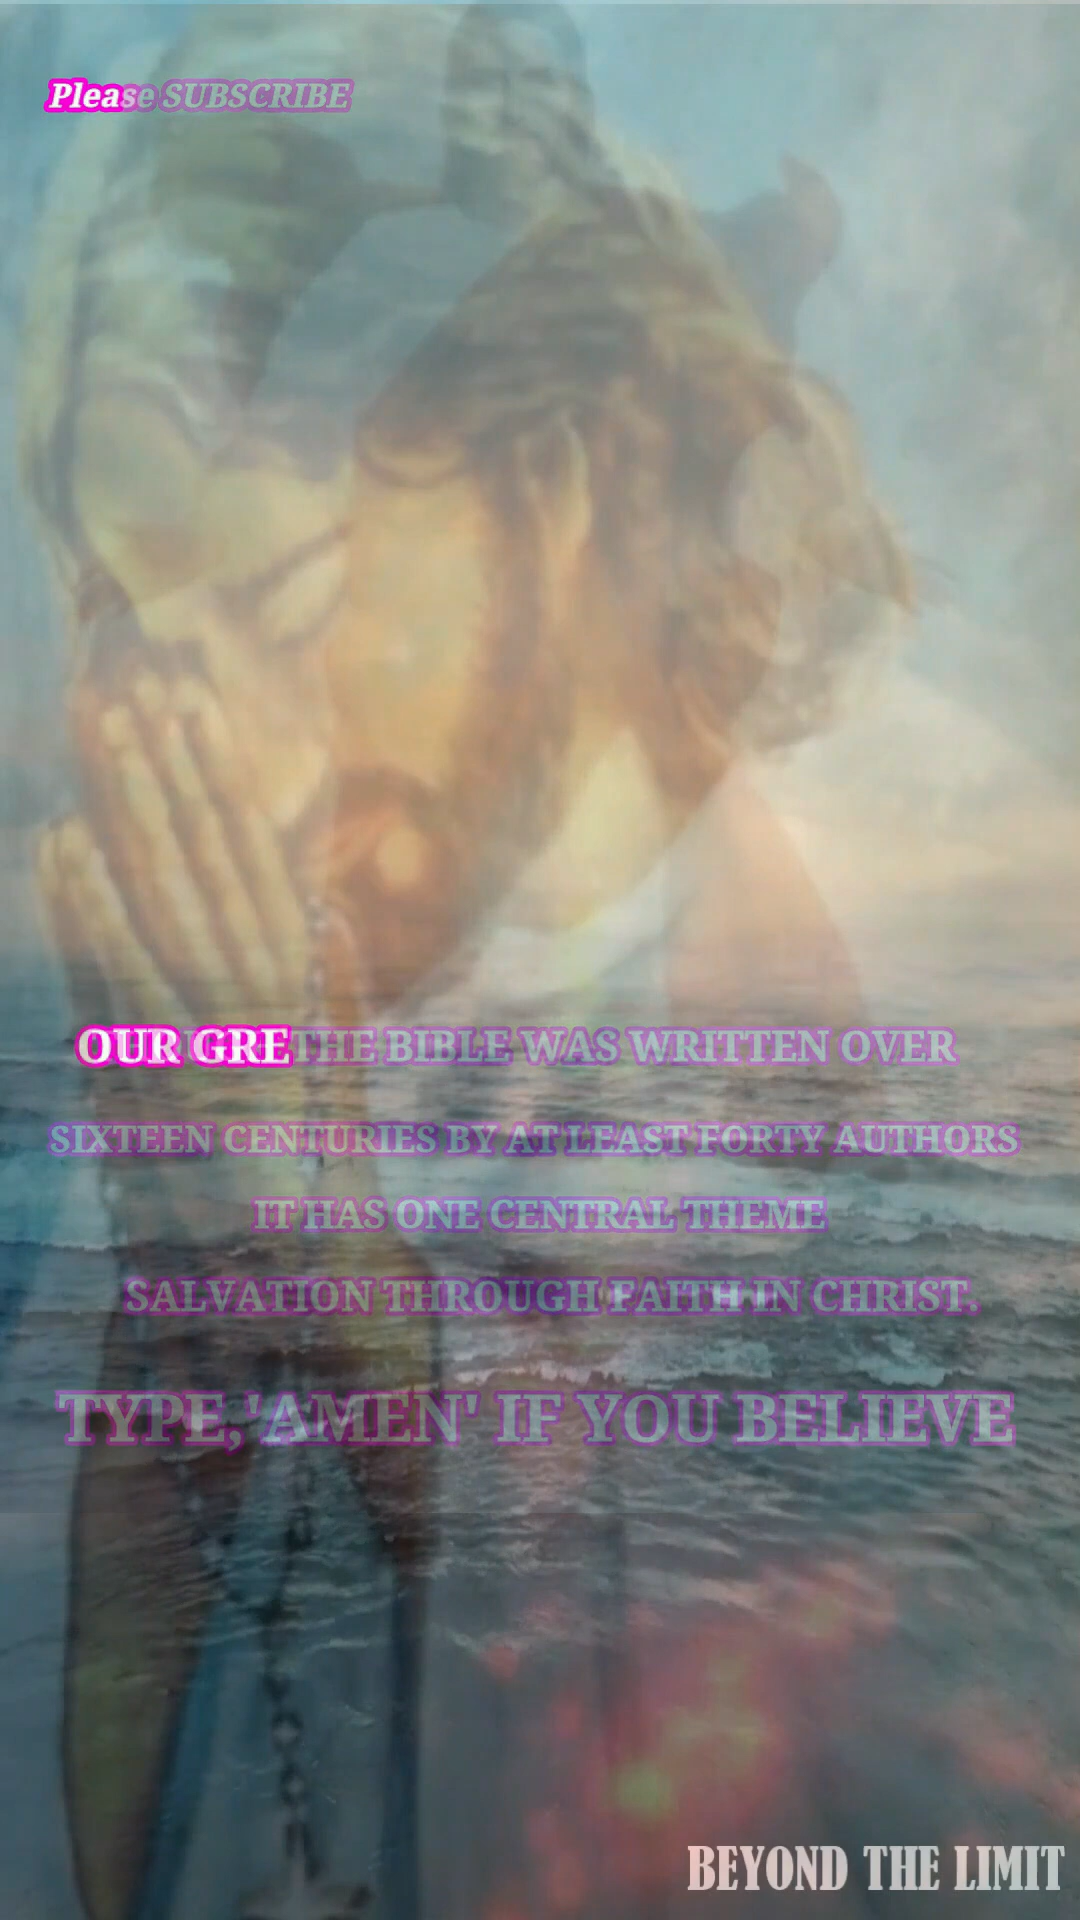 Please SUBSCRIBE
OUR GRE THE BIBLE WAS WRITTEN OVER
SIXTEEN CENTURIES BY AT LEAST FORTY AUTHORS
IT HAS ONE CENTRAL THEME
SALVATION THROUGH FAITH IN CHRIST.
TYPE,'AMEN' IF YOU BELIEVE
BEYOND THE LIMIT